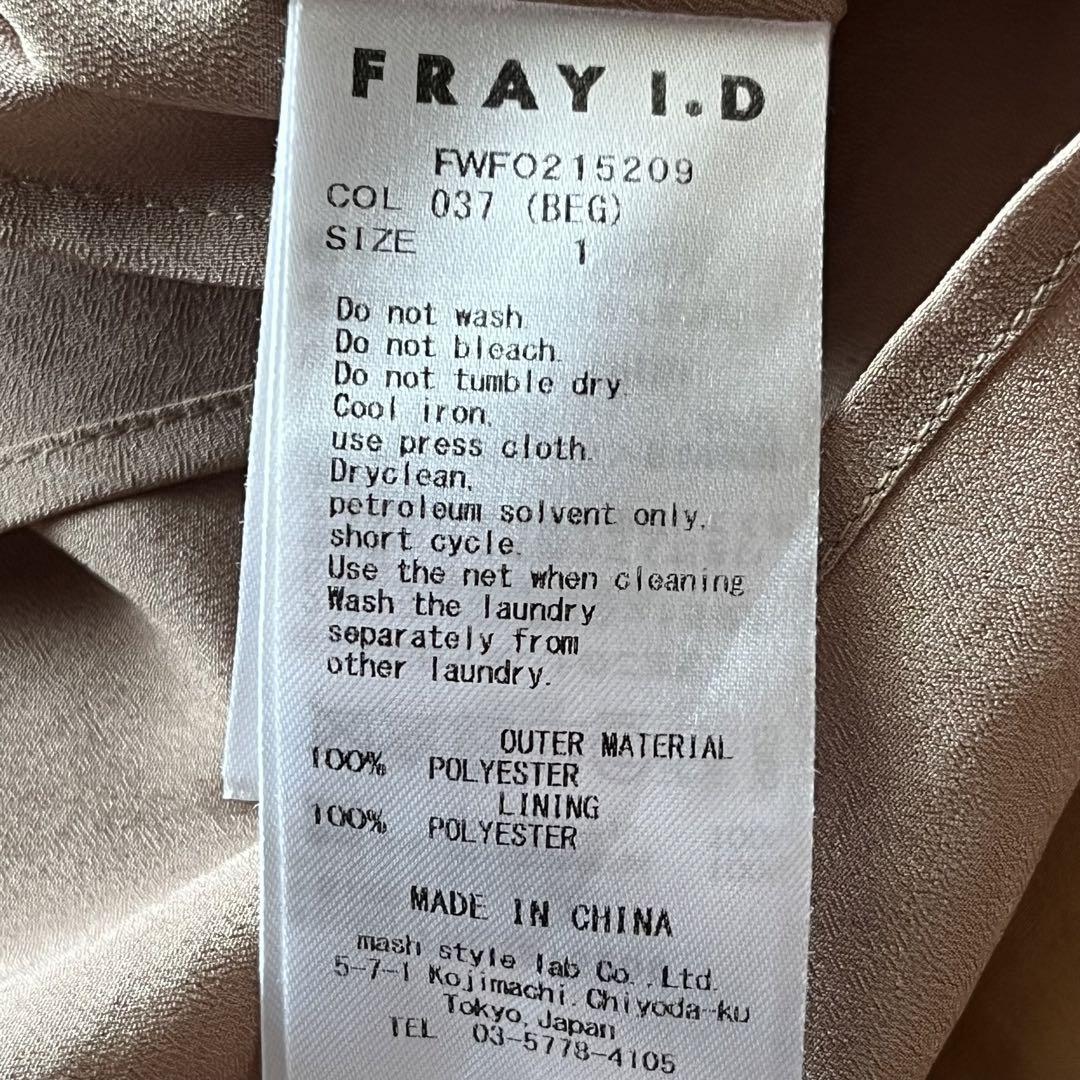 FRAY I.D
FWFO215209
COL 037 (BEG)
SIZE 1
Do not wash.
Do not bleach.
Do not tumble dry.
Cool iron.
use press cloth.
Dryclean,
petroleum solvent only,
short cycle.
Use the net when cleaning
Wash the laundry
separately from
other laundry.
OUTER MATERIAL
100% POLYESTER
LINING
100% POLYESTER
MADE IN CHINA
mash style lab Co.,Ltd.
5-7-1 Kojimachi.Chiyoda-ku
Tokyo,Japan
TEL 03-5778-4105